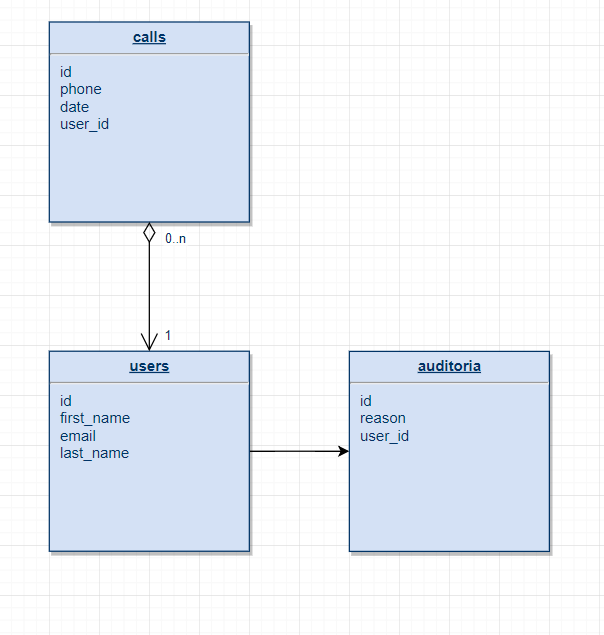 calls
id
phone
date
user_id
0..n
1
users
id
first_name
email
last_name
auditoria
id
reason
user_id